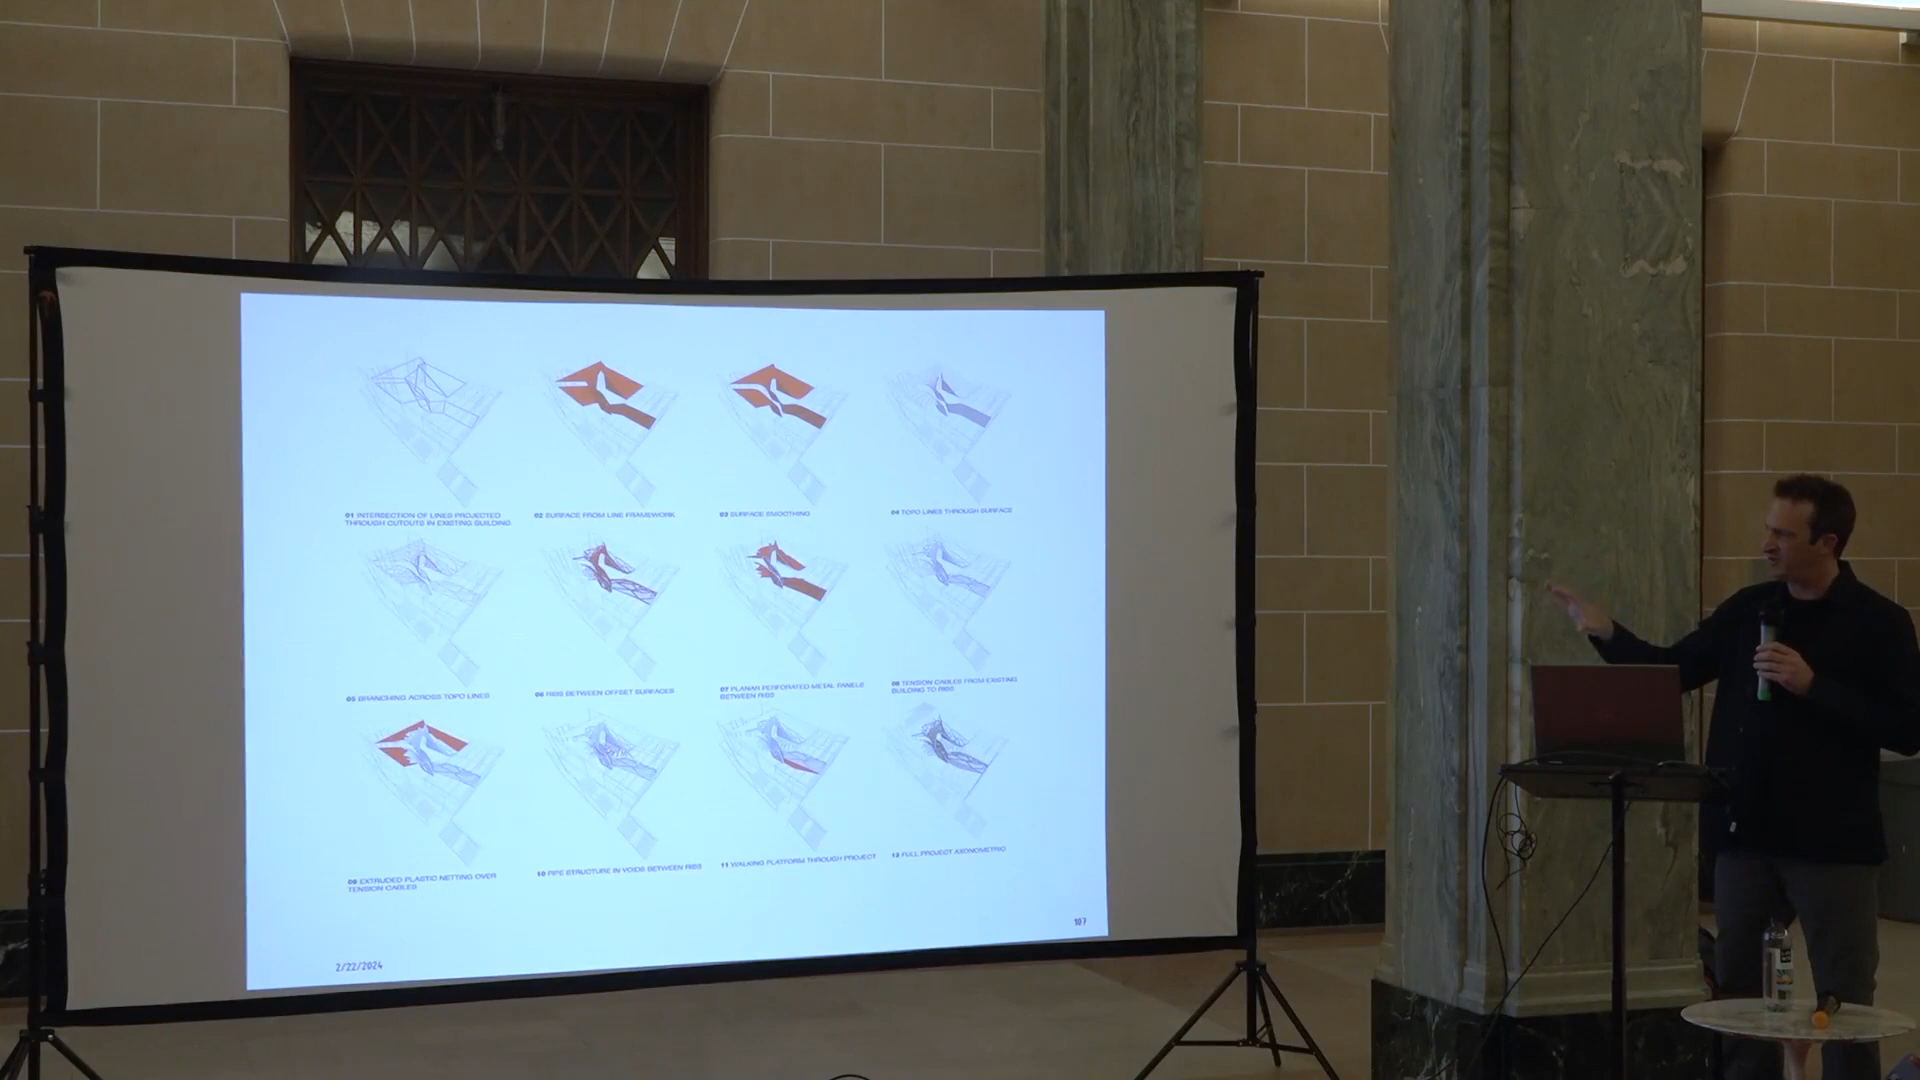 01 INTERSECTION OF LINES PROJECTED
THROUGH CUTOUTS IN EXISTING BUILDING
02 SURFACE FROM LINE FRAMEWORK
03 SURFACE SMOOTHING
04 TOPO LINES THROUGH SURFACE
05 BRANCHING ACROSS TOPO LINES
06 RIBS BETWEEN OFFSET SURFACES
07 PLANAR PERFORATED METAL PANELS
BETWEEN RIBS
08 TENSION CABLES FROM EXISTING
BUILDING TO RIBS
09 EXTRUDED PLASTIC NETTING OVER
TENSION CABLES
10 PIPE STRUCTURE IN VOIDS BETWEEN RIBS
11 WALKING PLATFORM THROUGH PROJECT
12 FULL PROJECT AXONOMETRIC
107
2/22/2024